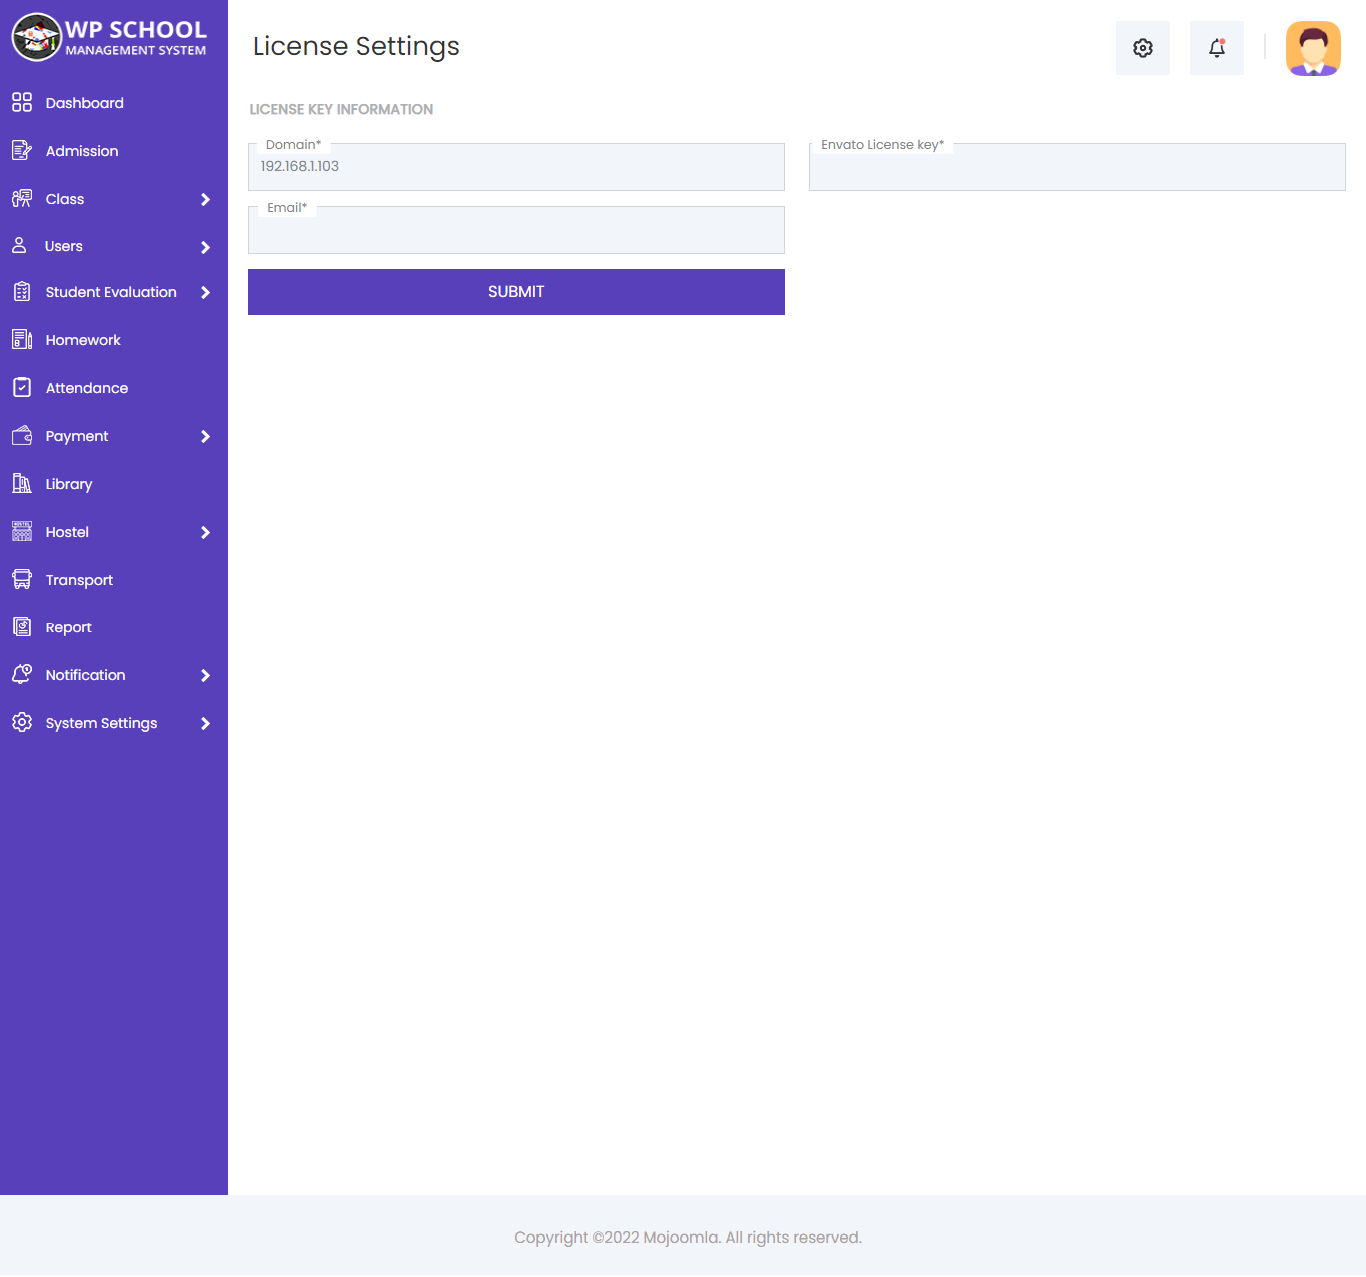 WP SCHOOL
MANAGEMENT SYSTEM
License Settings
Dashboard
Admission
Class
Users
Student Evaluation
Homework
Attendance
Payment
Library
HOSTEL
Hostel
Transport
Report
Notification
System Settings
LICENSE KEY INFORMATION
Domain*
192.168.1.103
Envato License key*
Email*
SUBMIT
Copyright ©2022 Mojoomla. All rights reserved.